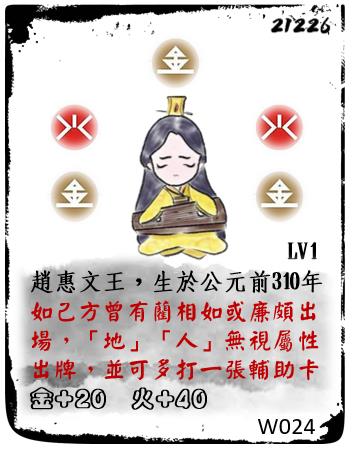 21226
金
火 火
金 金
LV1
趙惠文王，生於公元前310年
如己方曾有藺相如或廉頗出
場，「地」「人」無視屬性
出牌，並可多打一張輔助卡
金+20 火+40
W024